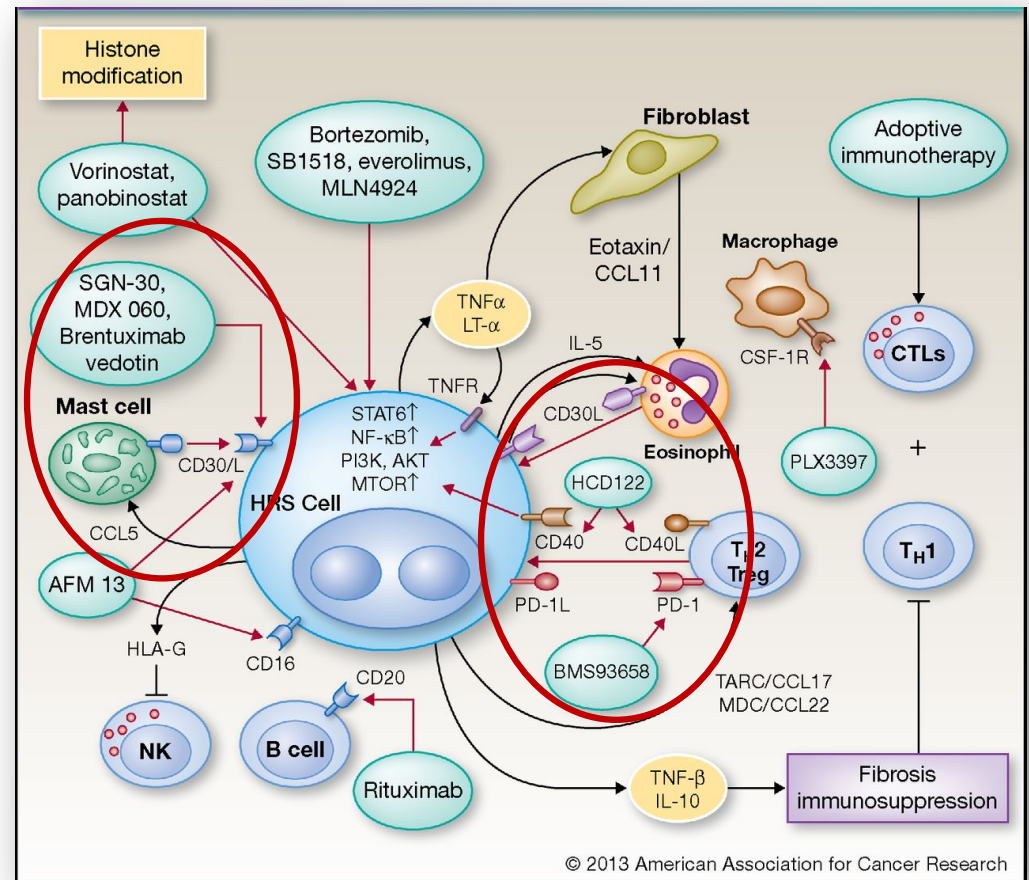 Histone
modification
Vorinostat,
panobinostat
Bortezomib,
SB1518, everolimus,
MLN4924
Fibroblast
Adoptive
immunotherapy
SGN-30,
MDX 060,
Brentuximab
vedotin
Eotaxin/
CCL11
Macrophage
TNFα
LT-α
IL-5
CSF-1R
CTLs
Mast cell
TNFR
STAT6↑
NF-κB↑
PI3K, AKT
MTOR↑
CD30L
Eosinophil
+
PLX3397
CD30/L
HRS Cell
HCD122
CCL5
CD40
CD40L
TH2
Treg
TH1
AFM 13
PD-1L
PD-1
HLA-G
CD16
BMS93658
CD20
TARC/CCL17
MDC/CCL22
NK
B cell
Rituximab
TNF-β
IL-10
Fibrosis
immunosuppression
© 2013 American Association for Cancer Research